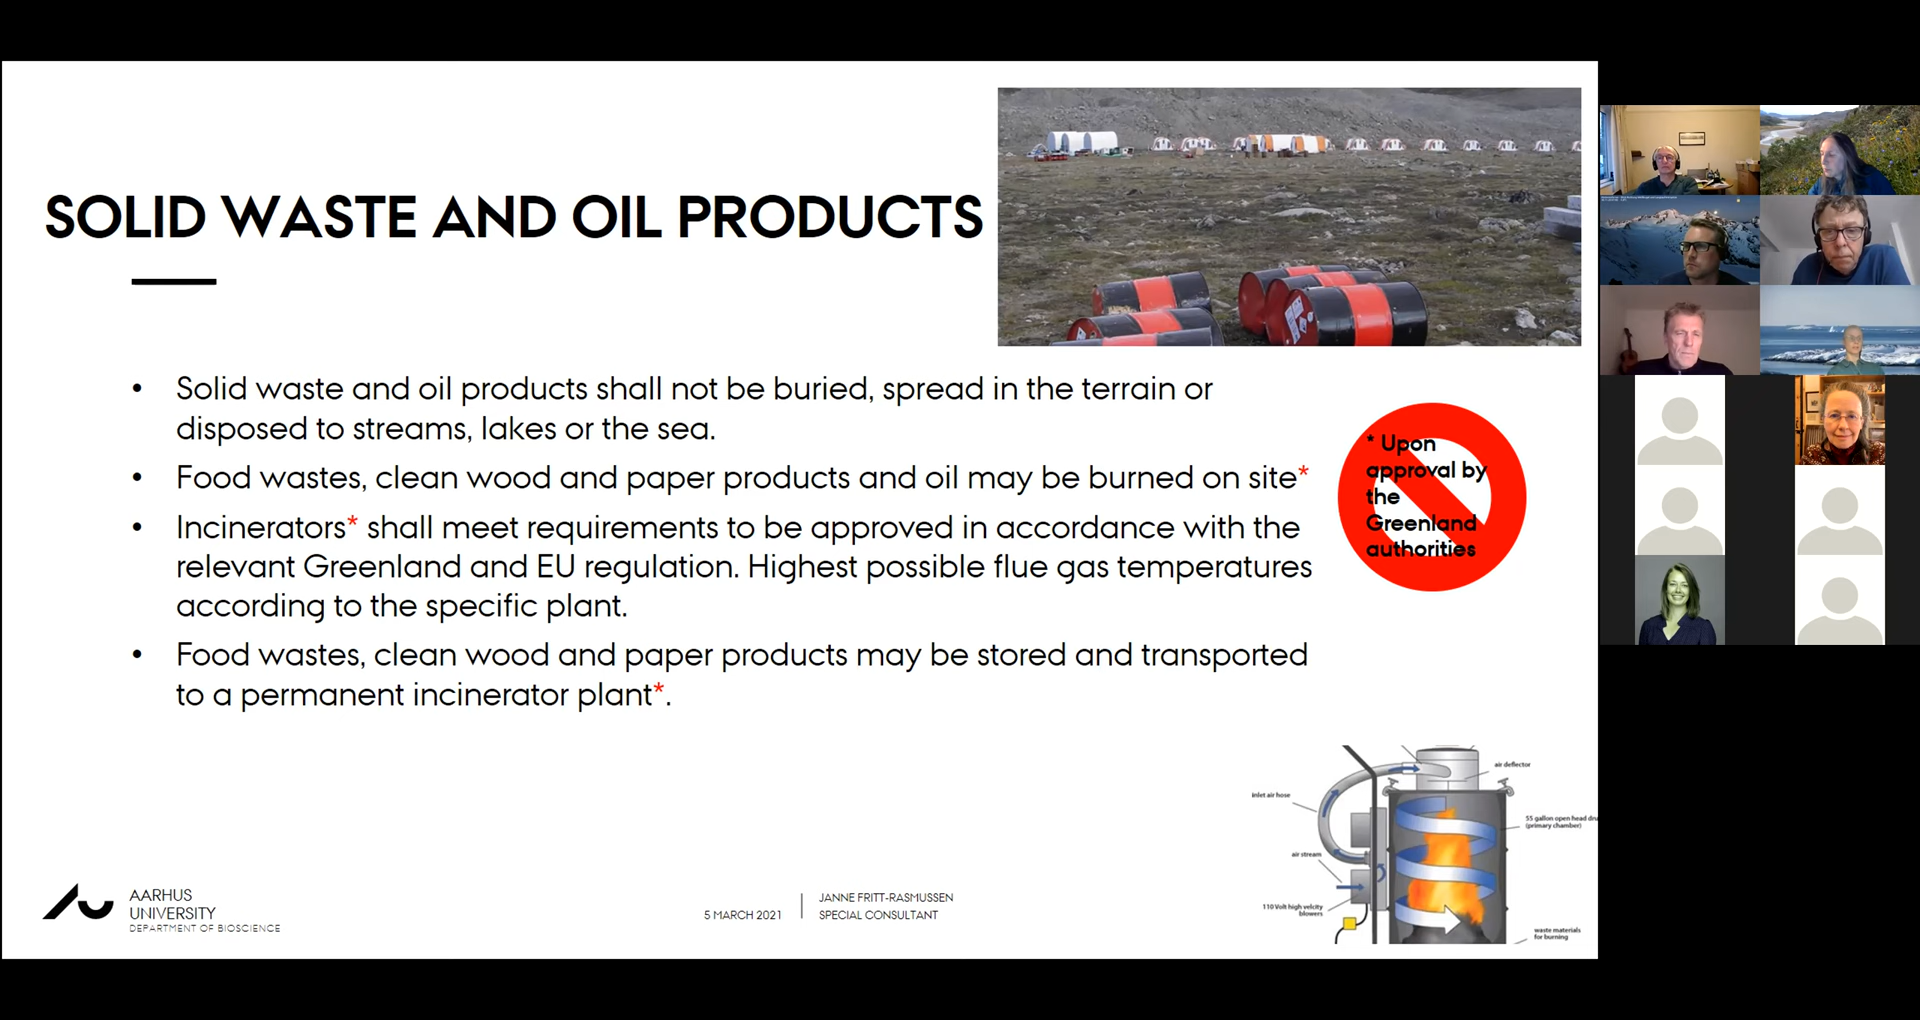 SOLID WASTE AND OIL PRODUCTS
• Solid waste and oil products shall not be buried, spread in the terrain or
disposed to streams, lakes or the sea.
• Food wastes, clean wood and paper products and oil may be burned on site*
• Incinerators* shall meet requirements to be approved in accordance with the
relevant Greenland and EU regulation. Highest possible flue gas temperatures
according to the specific plant.
• Food wastes, clean wood and paper products may be stored and transported
to a permanent incinerator plant*.
* Upon
approval by
the
Greenland
authorities
air deflector
inlet air hose
55 gallon open head dru
(primary chamber)
air stream
110 Volt high velcity
blowers
waste materials
for burning
AARHUS
UNIVERSITY
DEPARTMENT OF BIOSCIENCE
5 MARCH 2021
JANNE FRITT-RASMUSSEN
SPECIAL CONSULTANT